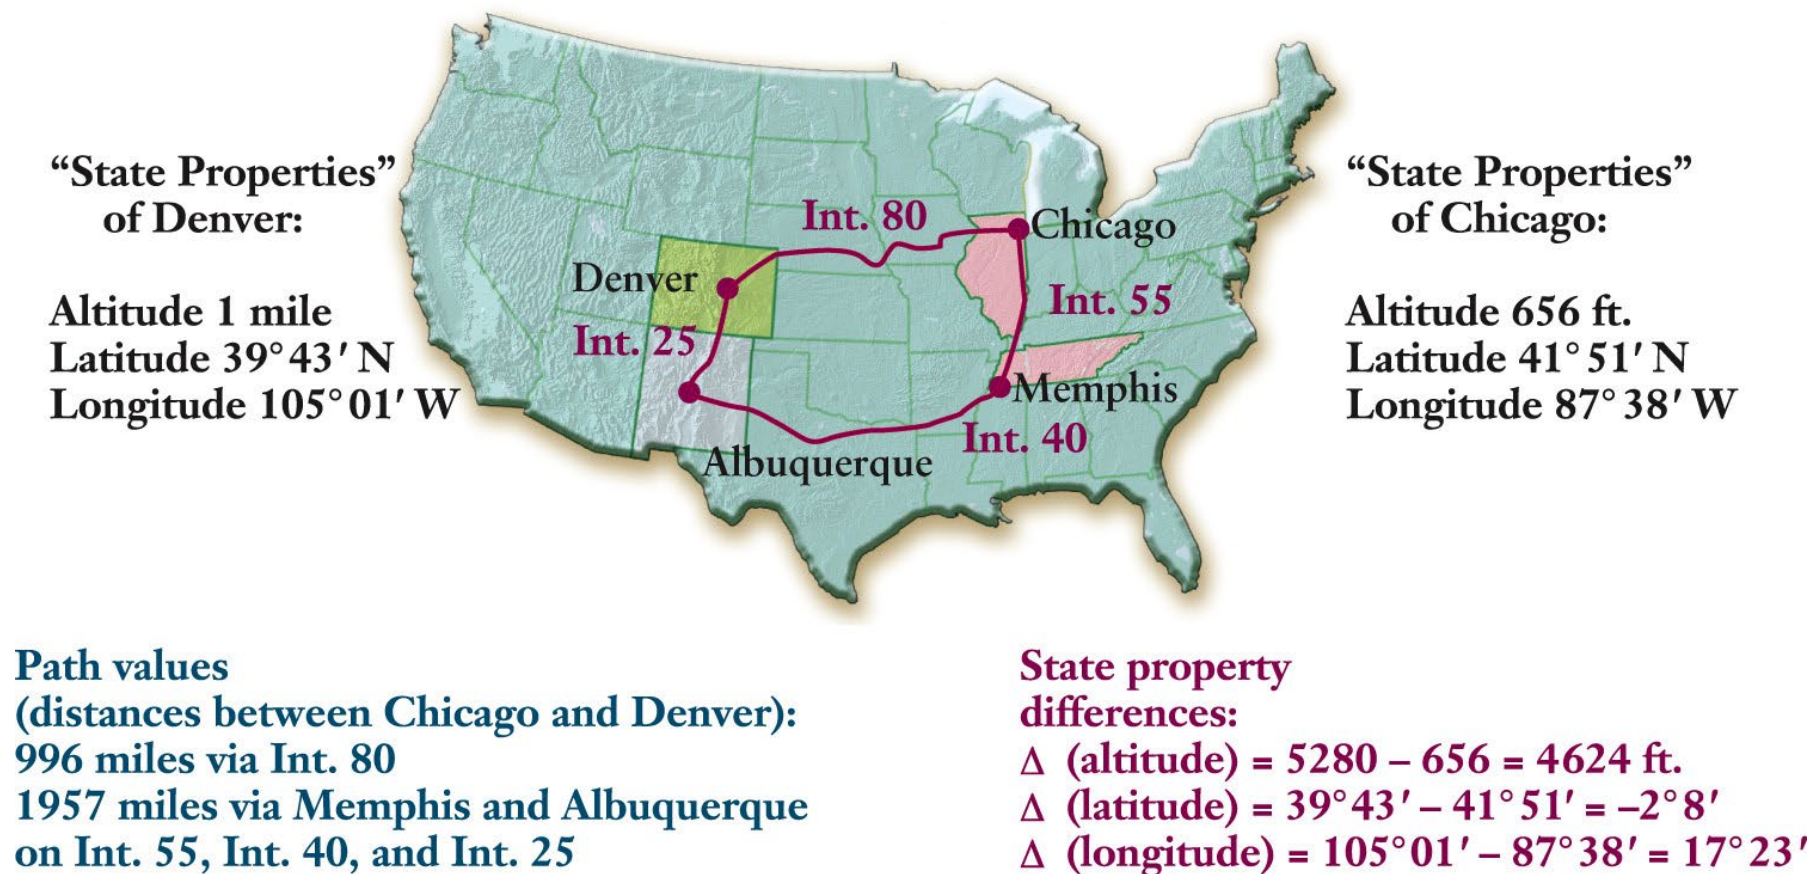 “State Properties”
of Denver:
Altitude 1 mile
Latitude 39°43′ N
Longitude 105°01′ W
Int. 80
Chicago
Denver
Int. 55
Int. 25
Memphis
Int. 40
Albuquerque
“State Properties”
of Chicago:
Altitude 656 ft.
Latitude 41°51′ N
Longitude 87°38′ W
Path values
(distances between Chicago and Denver):
996 miles via Int. 80
1957 miles via Memphis and Albuquerque
on Int. 55, Int. 40, and Int. 25
State property
differences:
Δ (altitude) = 5280 – 656 = 4624 ft.
Δ (latitude) = 39°43′ – 41°51′ = –2°8′
Δ (longitude) = 105°01′ – 87°38′ = 17°23′